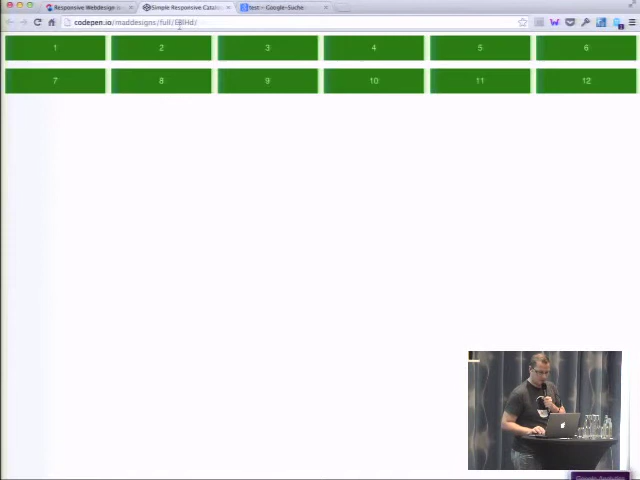 Responsive Webdesign
Simple Responsive Catalo
Test - Google-Suche
codepen.io/maddesigns/full/
1 2 3 4 5 6
7 8 9 10 11 12